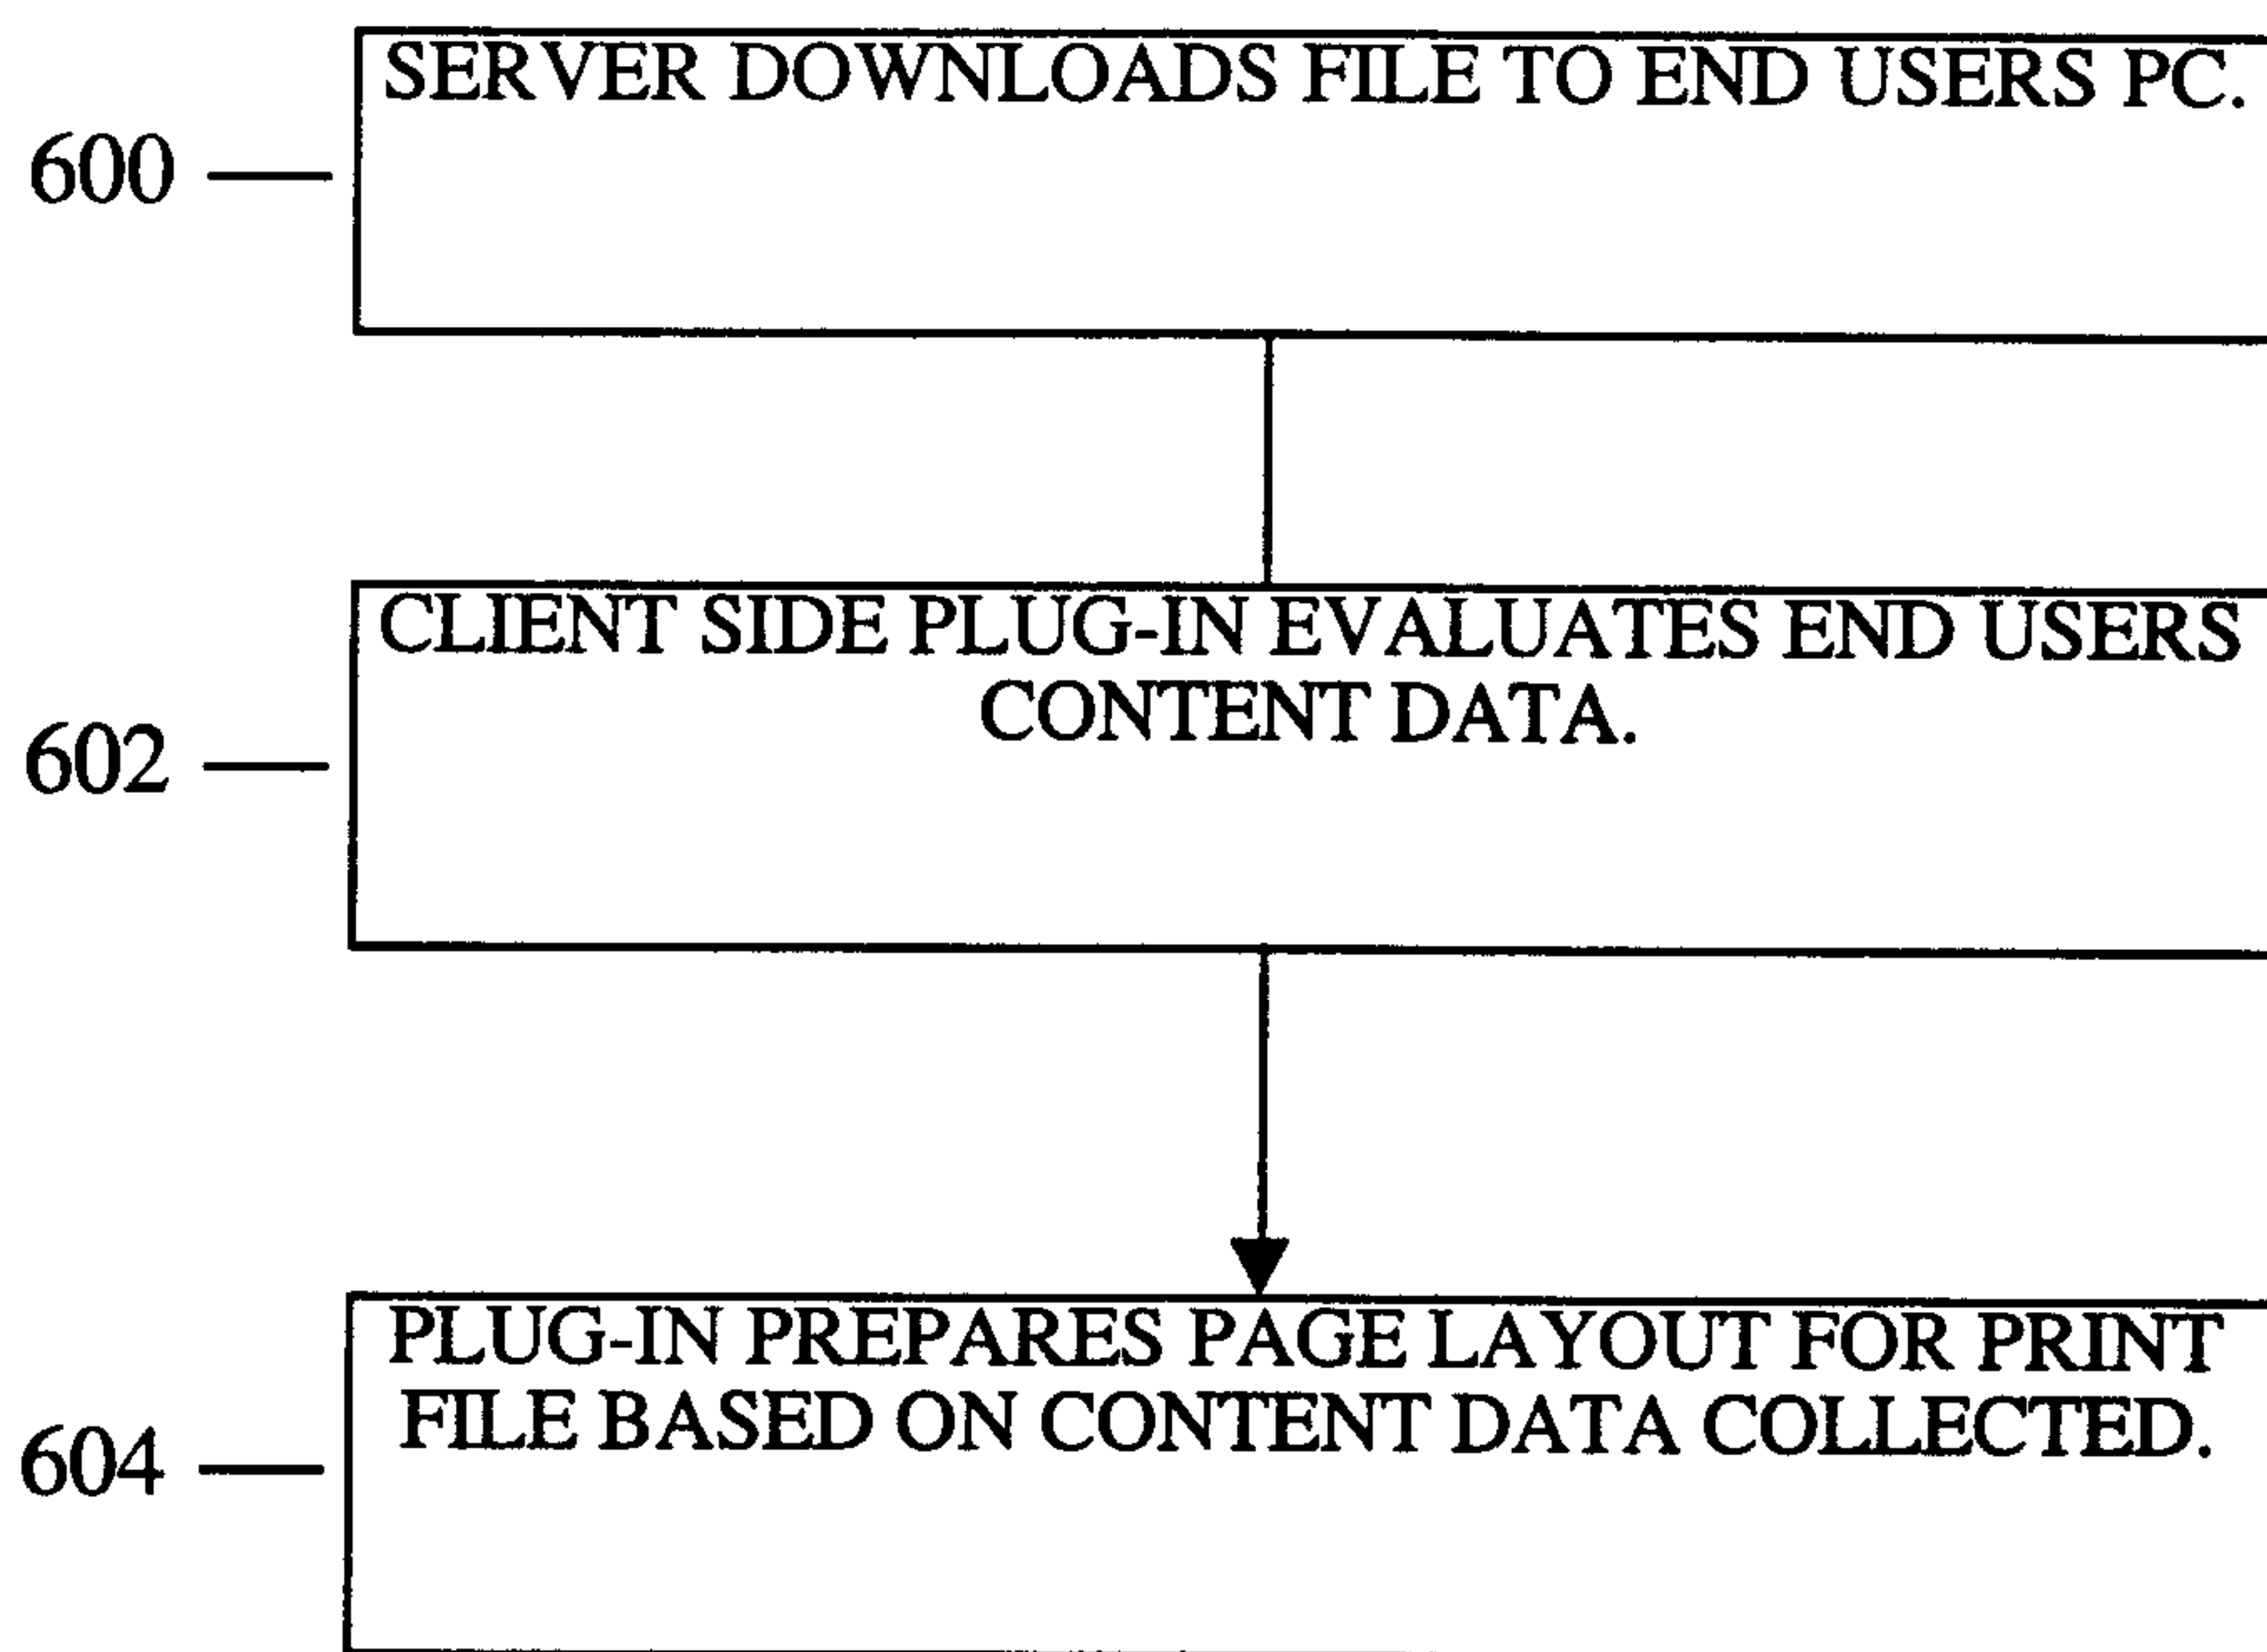 SERVER DOWNLOADS FILE TO END USERS PC.
600
CLIENT SIDE PLUG-IN EVALUATES END USERS
CONTENT DATA.
602
PLUG-IN PREPARES PAGE LAYOUT FOR PRINT
FILE BASED ON CONTENT DATA COLLECTED.
604